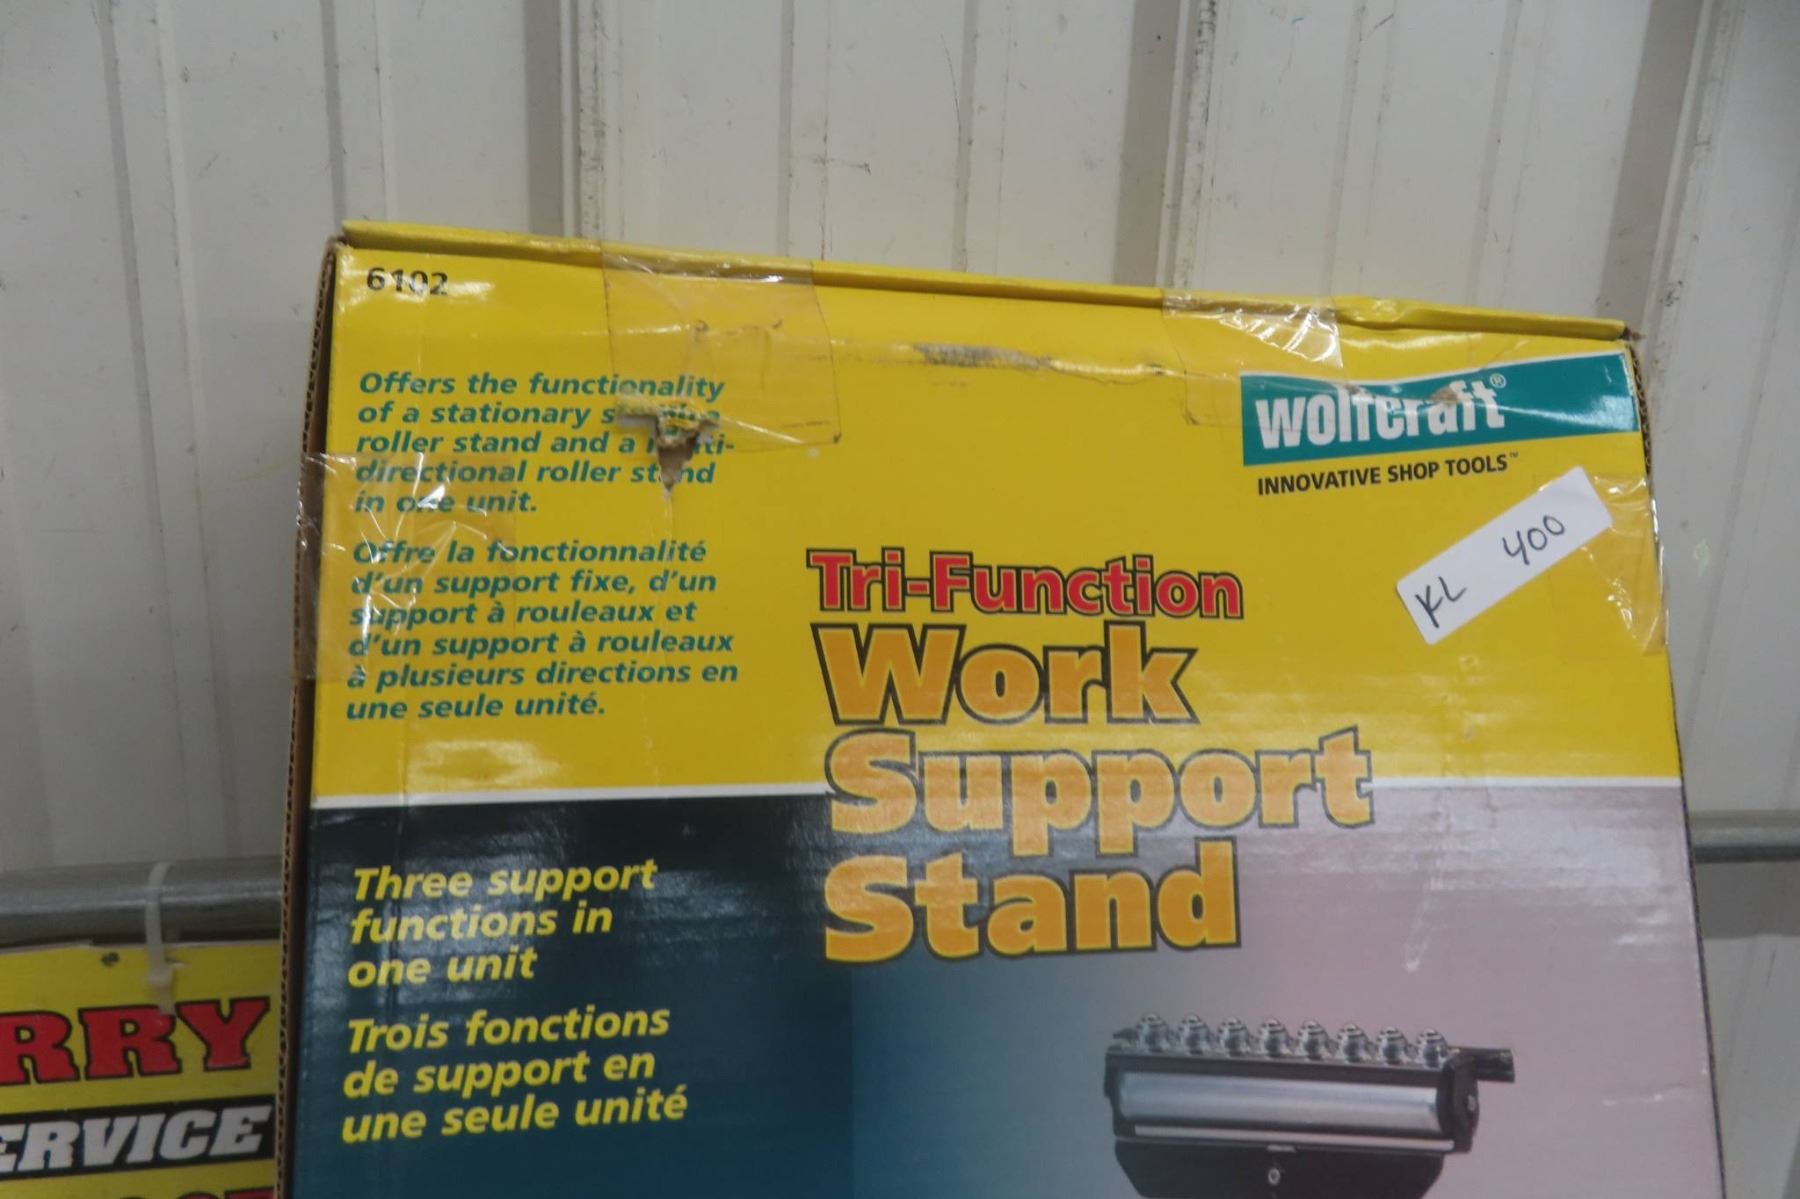 6102
Offers the functionality
of a stationary
roller stand and a
directional roller stand
in one unit.
Offre la fonctionnalité
d'un support fixe, d'un
support à rouleaux et
d'un support à rouleaux
à plusieurs directions en
une seule unité.
wolfcraft®
INNOVATIVE SHOP TOOLS™
KL 400
Tri-Function
Work
Support
Stand
Three support
functions in
one unit
Trois fonctions
de support en
une seule unité
RRY
ERVICE